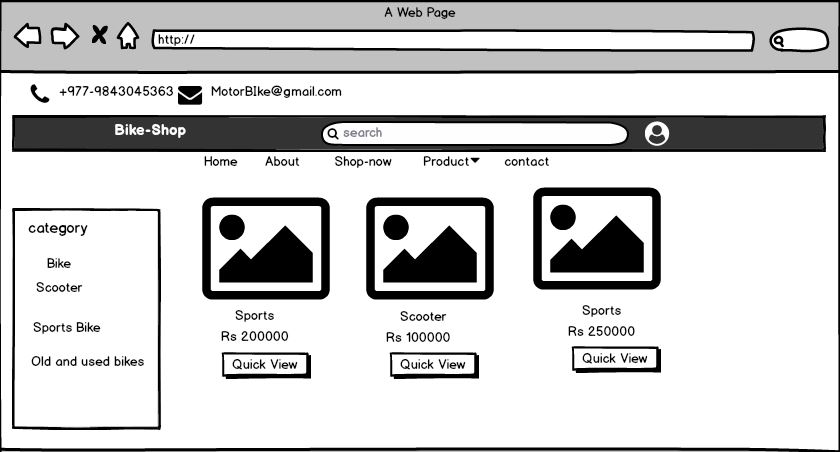 A Web Page
http://
+977-9843045363 MotorBIke@gmail.com
Bike-Shop search
Home About Shop-now Product contact
category
Bike
Scooter
Sports Bike
Old and used bikes
Sports
Rs 200000
Quick View
Scooter
Rs 100000
Quick View
Sports
Rs 250000
Quick View